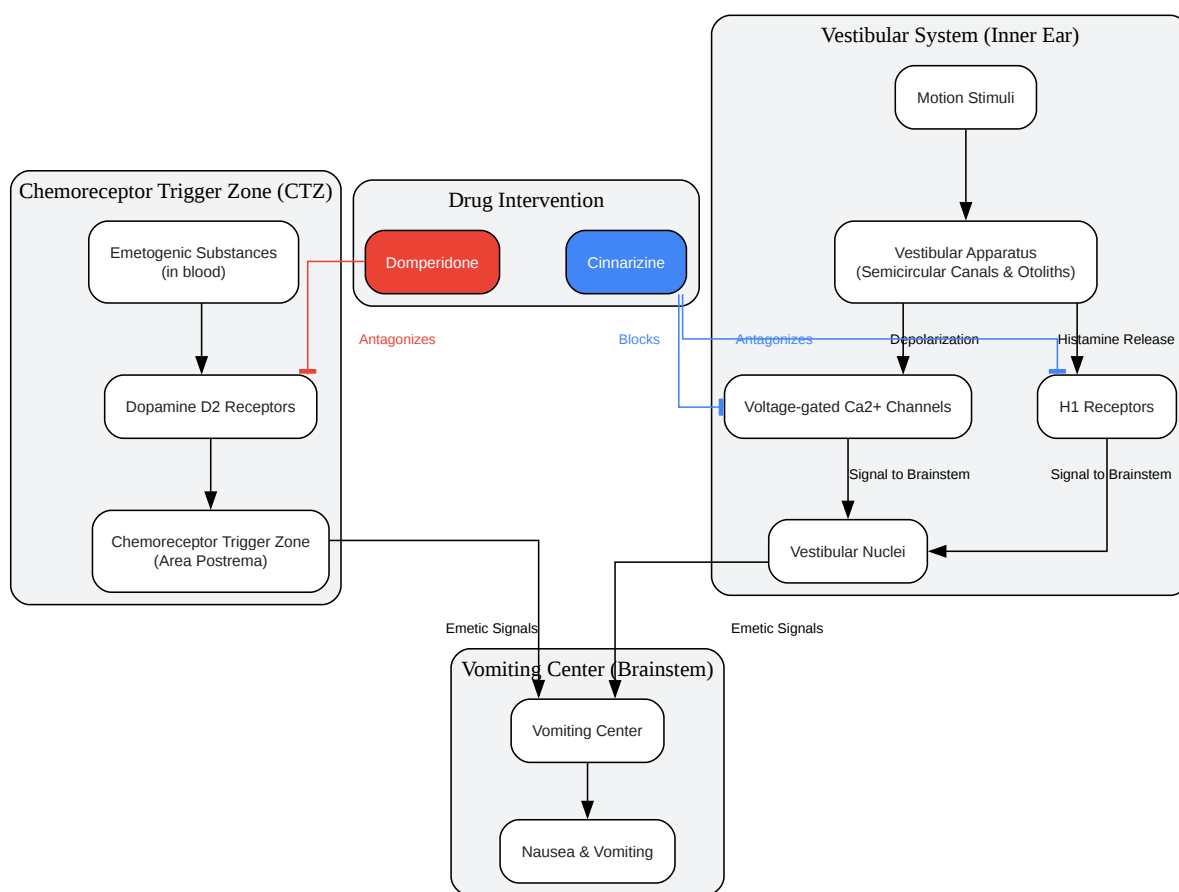 Vestibular System (Inner Ear)
Motion Stimuli
Chemoreceptor Trigger Zone (CTZ)
Drug Intervention
Emetogenic Substances
(in blood)
Domperidone
Cinnarizine
Vestibular Apparatus
(Semicircular Canals & Otoliths)
Antagonizes
Blocks
Antagonizes
Depolarization
Histamine Release
Dopamine D2 Receptors
Voltage-gated Ca2+ Channels
H1 Receptors
Signal to Brainstem
Signal to Brainstem
Chemoreceptor Trigger Zone
(Area Postrema)
Vestibular Nuclei
Emetic Signals
Emetic Signals
Vomiting Center (Brainstem)
Vomiting Center
Nausea & Vomiting